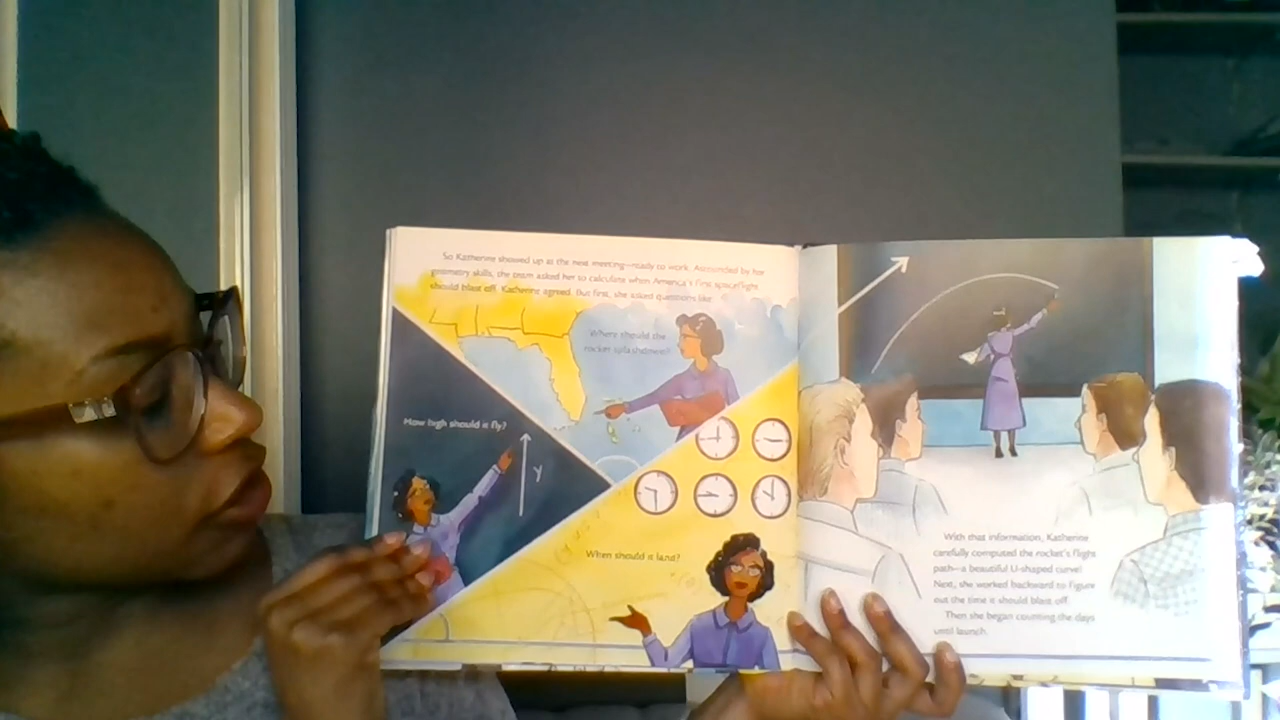 So Katherine showed up at the next meeting—ready to work. Astounded by her
geometry skills, the team asked her to calculate when America's first spaceflight
should blast off. Katherine agreed. But first, she asked questions like
Where should the
rocket splash down?
How high should it fly?
y
When should it land?
With that information, Katherine
carefully computed the rocket's flight
path—a beautiful U-shaped curve!
Next, she worked backward to figure
out the time it should blast off.
Then she began counting the days
until launch.